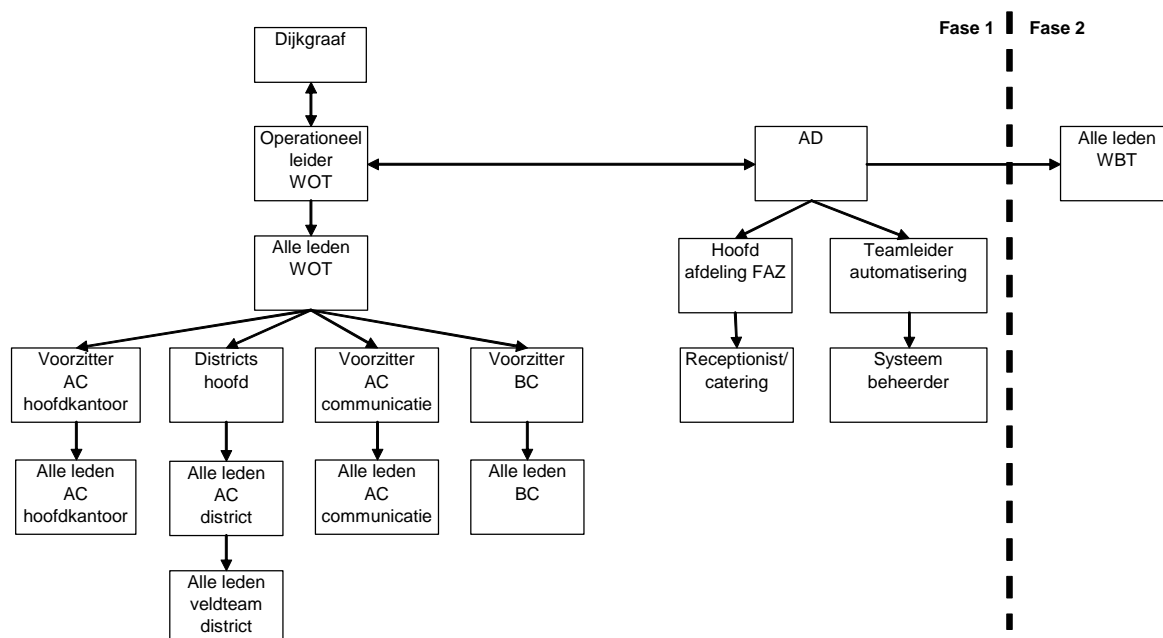 Fase 1
Fase 2
Dijkgraaf
Operationeel
leider
WOT
AD
Alle leden
WBT
Alle leden
WOT
Hoofd
afdeling FAZ
Teamleider
automatisering
Voorzitter
AC
hoofdkantoor
Districts
hoofd
Voorzitter
AC
communicatie
Voorzitter
BC
Receptionist/
catering
Systeem
beheerder
Alle leden
AC
hoofdkantoor
Alle leden
AC
district
Alle leden
AC
communicatie
Alle leden
BC
Alle leden
veldteam
district